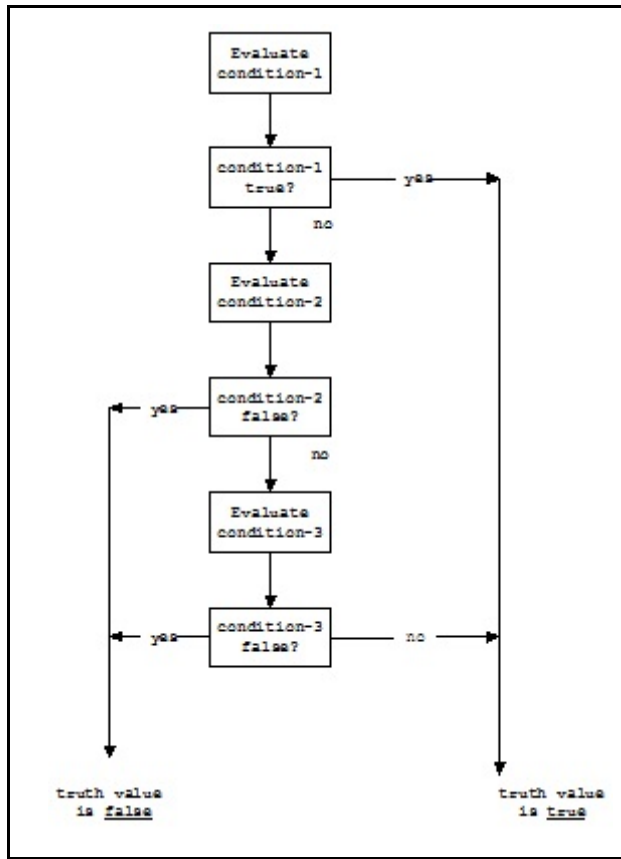 Evaluate
condition-1
condition-1
true?
yes
no
Evaluate
condition-2
condition-2
false?
yes
no
Evaluate
condition-3
condition-3
false?
yes
no
truth value
is false
truth value
is true